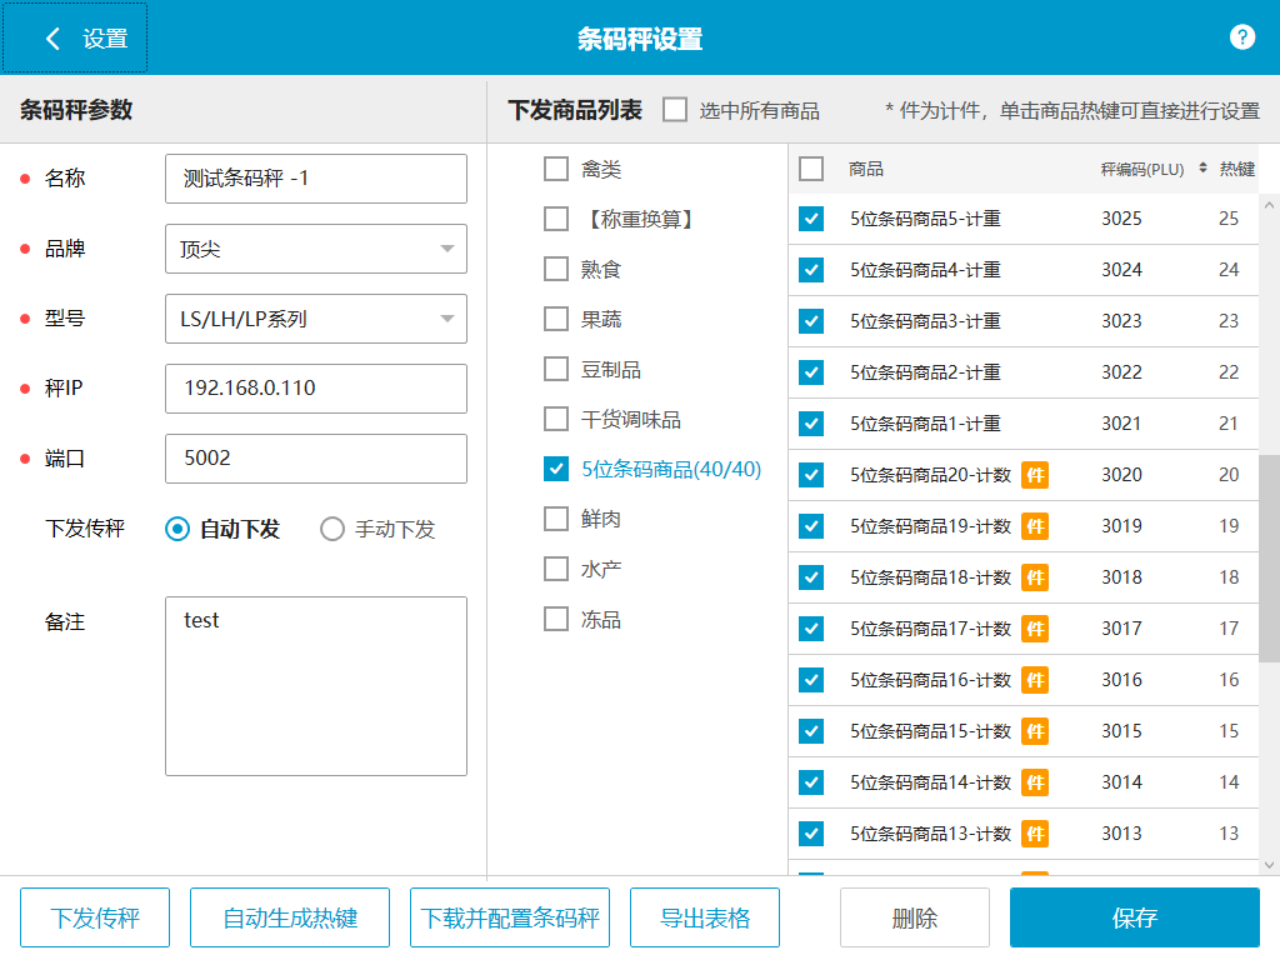 设置
条码秤设置
条码秤参数
下发商品列表 选中所有商品 * 件为计件，单击商品热键可直接进行设置
名称 测试条码秤 -1
品牌 顶尖
型号 LS/LH/LP系列
秤IP 192.168.0.110
端口 5002
下发传秤 自动下发 手动下发
备注 test
禽类
【称重换算】
熟食
果蔬
豆制品
干货调味品
5位条码商品(40/40)
鲜肉
水产
冻品
商品 秤编码(PLU) 热键
5位条码商品5-计重 3025 25
5位条码商品4-计重 3024 24
5位条码商品3-计重 3023 23
5位条码商品2-计重 3022 22
5位条码商品1-计重 3021 21
5位条码商品20-计数 件 3020 20
5位条码商品19-计数 件 3019 19
5位条码商品18-计数 件 3018 18
5位条码商品17-计数 件 3017 17
5位条码商品16-计数 件 3016 16
5位条码商品15-计数 件 3015 15
5位条码商品14-计数 件 3014 14
5位条码商品13-计数 件 3013 13
下发传秤 自动生成热键 下载并配置条码秤 导出表格 删除 保存